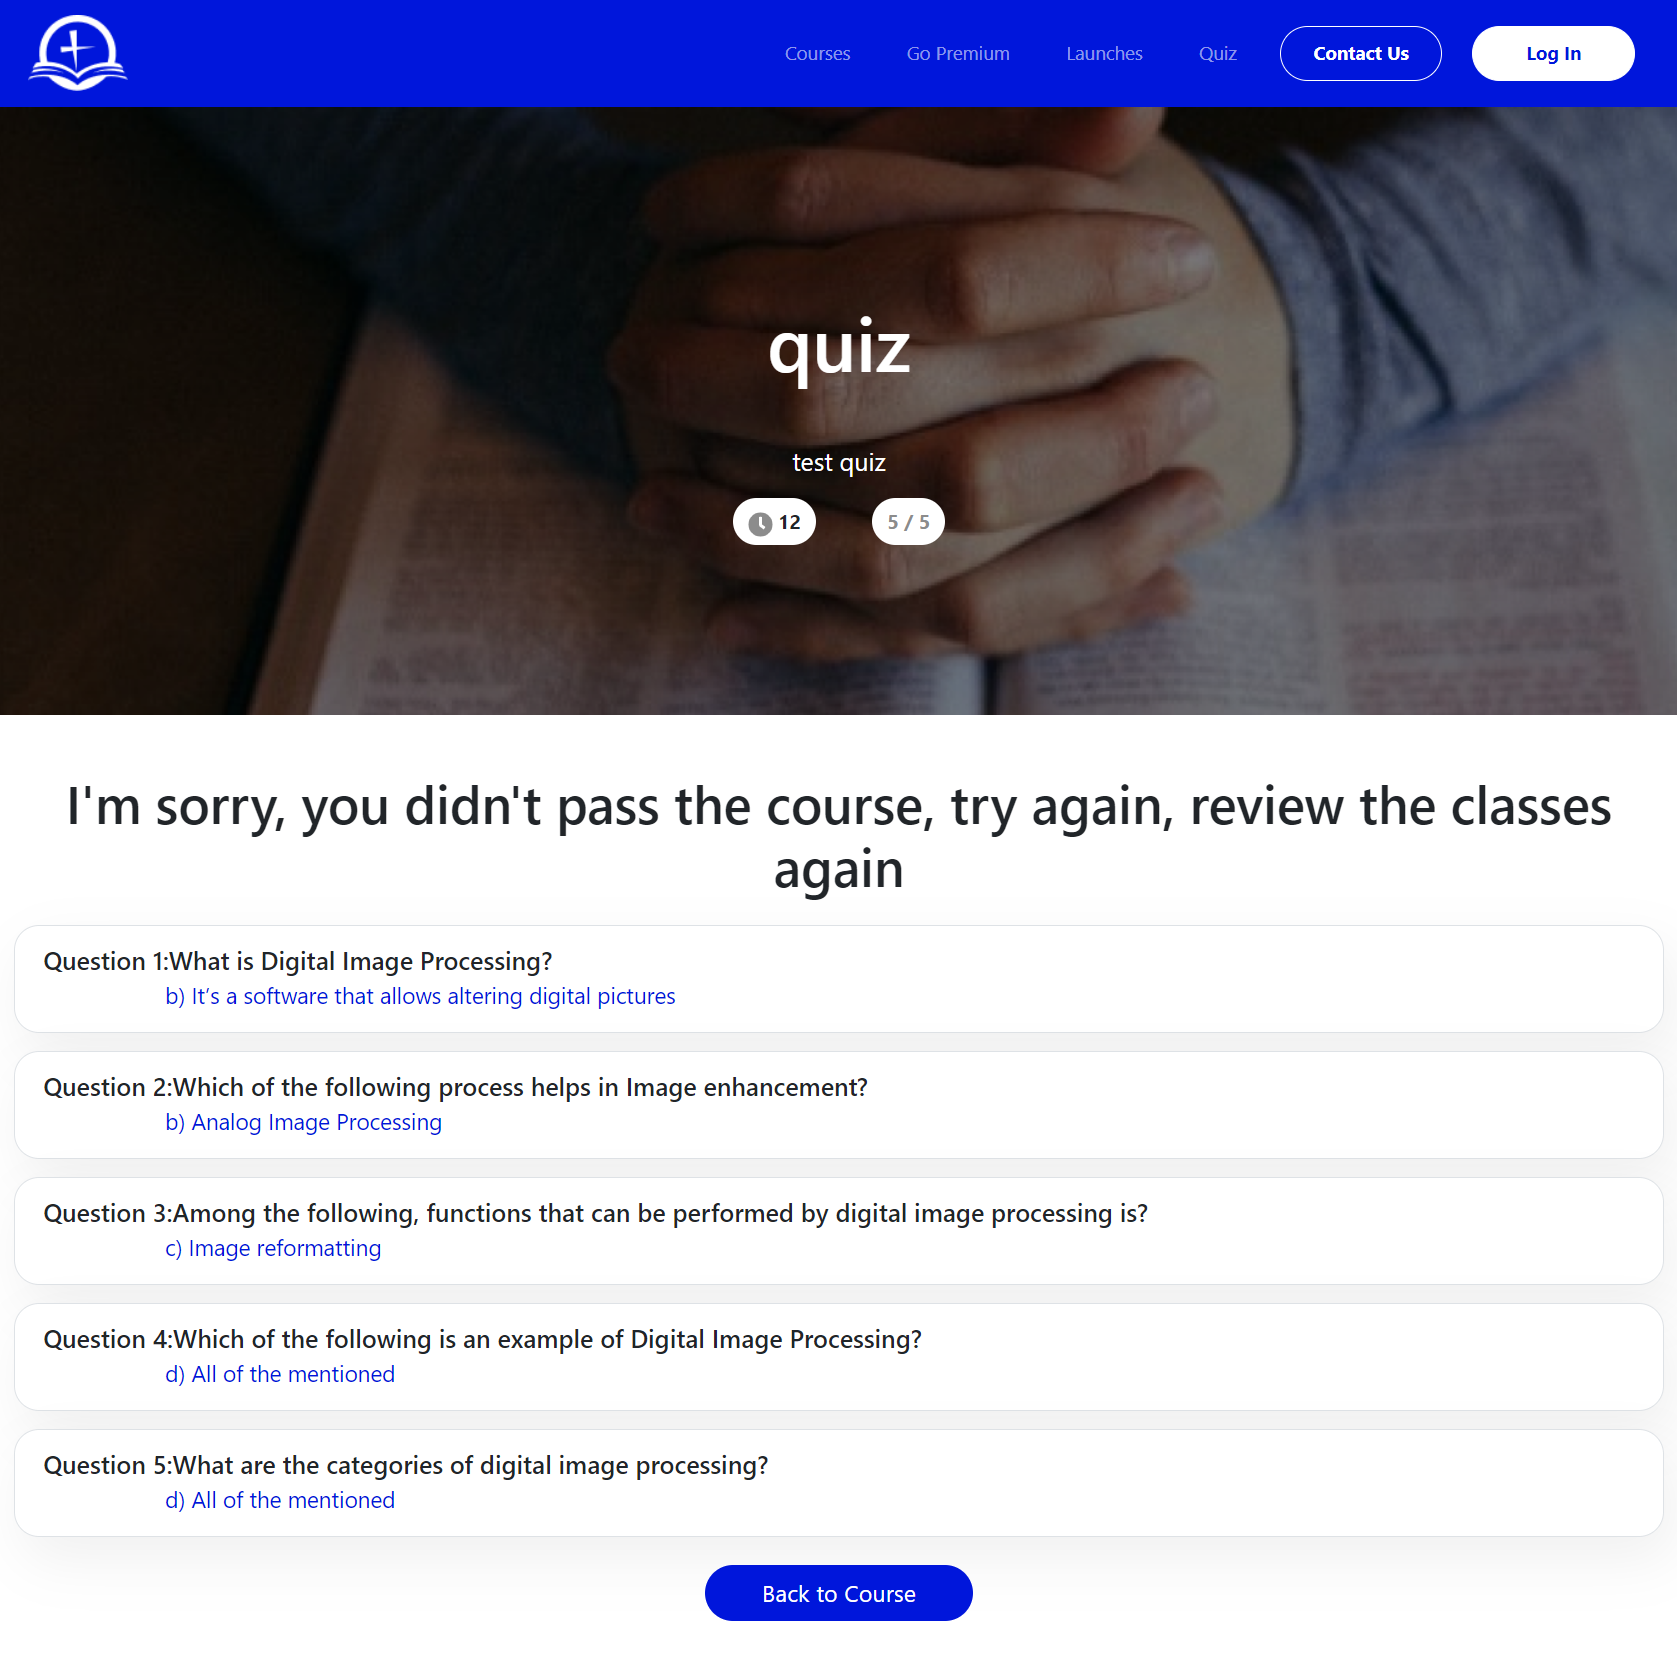 Courses Go Premium Launches Quiz Contact Us Log In
quiz
test quiz
12 5 / 5
I'm sorry, you didn't pass the course, try again, review the classes
again
Question 1:What is Digital Image Processing?
b) It’s a software that allows altering digital pictures
Question 2:Which of the following process helps in Image enhancement?
b) Analog Image Processing
Question 3:Among the following, functions that can be performed by digital image processing is?
c) Image reformatting
Question 4:Which of the following is an example of Digital Image Processing?
d) All of the mentioned
Question 5:What are the categories of digital image processing?
d) All of the mentioned
Back to Course